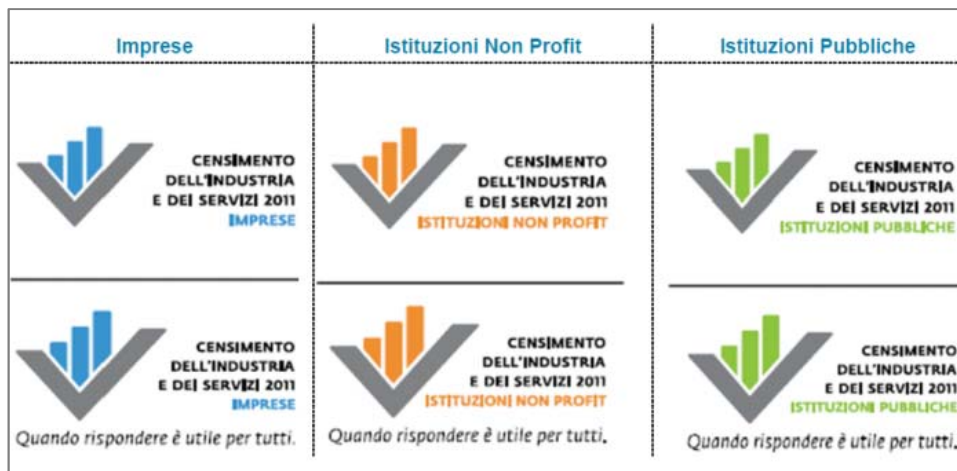 Imprese
Istituzioni Non Profit
Istituzioni Pubbliche
CENSIMENTO
DELL'INDUSTRIA
E DEI SERVIZI 2011
IMPRESE
CENSIMENTO
DELL'INDUSTRIA
E DEI SERVIZI 2011
ISTITUZIONI NON PROFIT
CENSIMENTO
DELL'INDUSTRIA
E DEI SERVIZI 2011
ISTITUZIONI PUBBLICHE
CENSIMENTO
DELL'INDUSTRIA
E DEI SERVIZI 2011
IMPRESE
Quando rispondere è utile per tutti.
CENSIMENTO
DELL'INDUSTRIA
E DEI SERVIZI 2011
ISTITUZIONI NON PROFIT
Quando rispondere è utile per tutti.
CENSIMENTO
DELL'INDUSTRIA
E DEI SERVIZI 2011
ISTITUZIONI PUBBLICHE
Quando rispondere è utile per tutti.